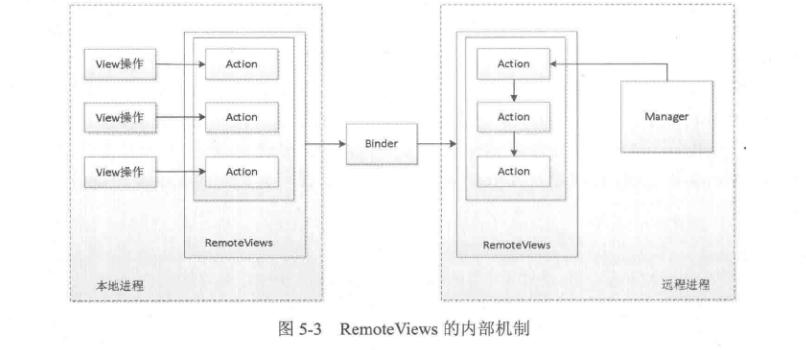 View操作
Action
View操作
Action
View操作
Action
RemoteViews
本地进程
Binder
Action
Action
Action
RemoteViews
Manager
远程进程
图 5-3 RemoteViews 的内部机制